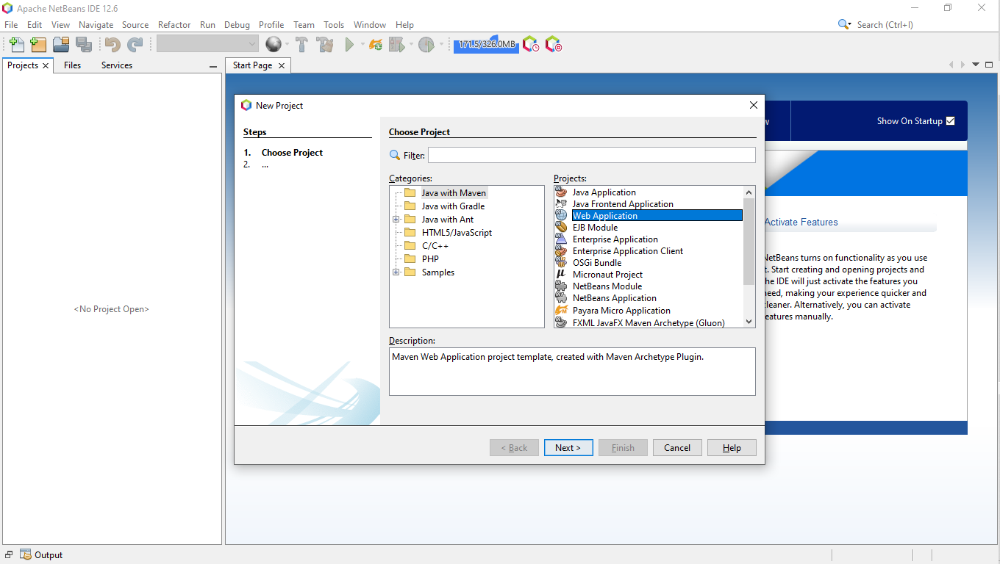 Apache NetBeans IDE 12.6
File Edit View Navigate Source Refactor Run Debug Profile Team Tools Window Help
Search (Ctrl+I)
171.5/326.0MB
Projects Files Services
Start Page
<No Project Open>
Show On Startup
New Project
Steps
1. Choose Project
2. ...
Choose Project
Filter:
Categories:
Java with Maven
Java with Gradle
Java with Ant
HTML5/JavaScript
C/C++
PHP
Samples
Projects:
Java Application
Java Frontend Application
Web Application
EJB Module
Enterprise Application
Enterprise Application Client
OSGi Bundle
Micronaut Project
NetBeans Module
NetBeans Application
Payara Micro Application
FXML JavaFX Maven Archetype (Gluon)
Description:
Maven Web Application project template, created with Maven Archetype Plugin.
< Back Next > Finish Cancel Help
Activate Features
NetBeans turns on functionality as you use
t. Start creating and opening projects and
he IDE will just activate the features you
need, making your experience quicker and
cleaner. Alternatively, you can activate
eatures manually.
Output